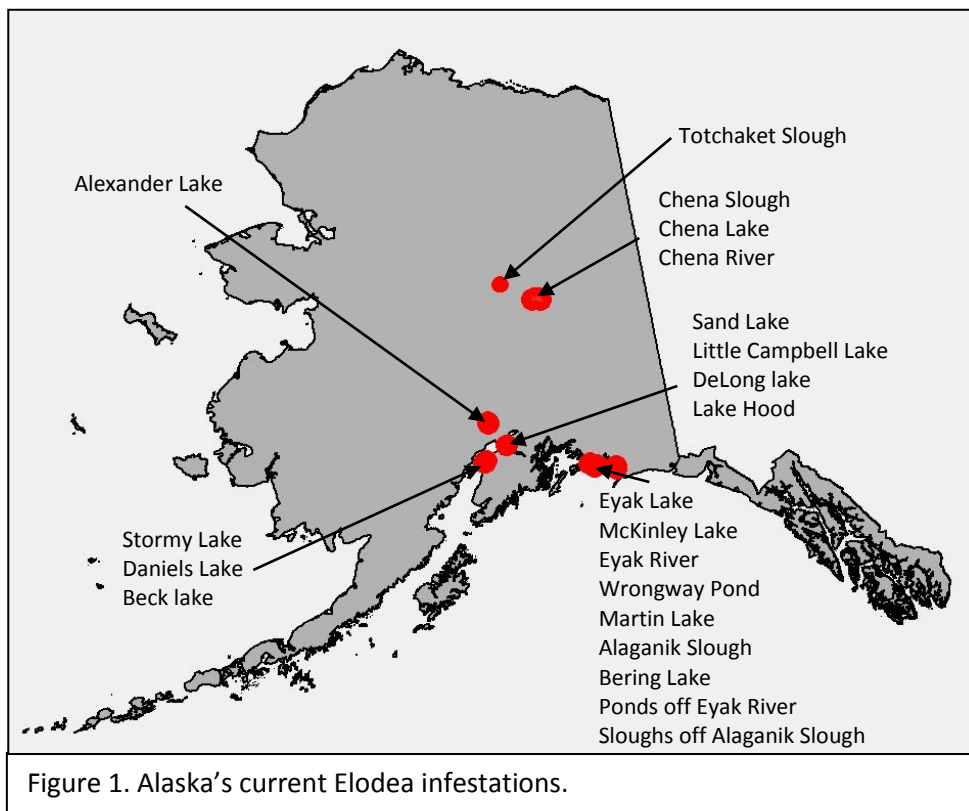 Totchaket Slough
Alexander Lake
Chena Slough
Chena Lake
Chena River
Sand Lake
Little Campbell Lake
DeLong lake
Lake Hood
Stormy Lake
Daniels Lake
Beck lake
Eyak Lake
McKinley Lake
Eyak River
Wrongway Pond
Martin Lake
Alaganik Slough
Bering Lake
Ponds off Eyak River
Sloughs off Alaganik Slough
Figure 1. Alaska's current Elodea infestations.